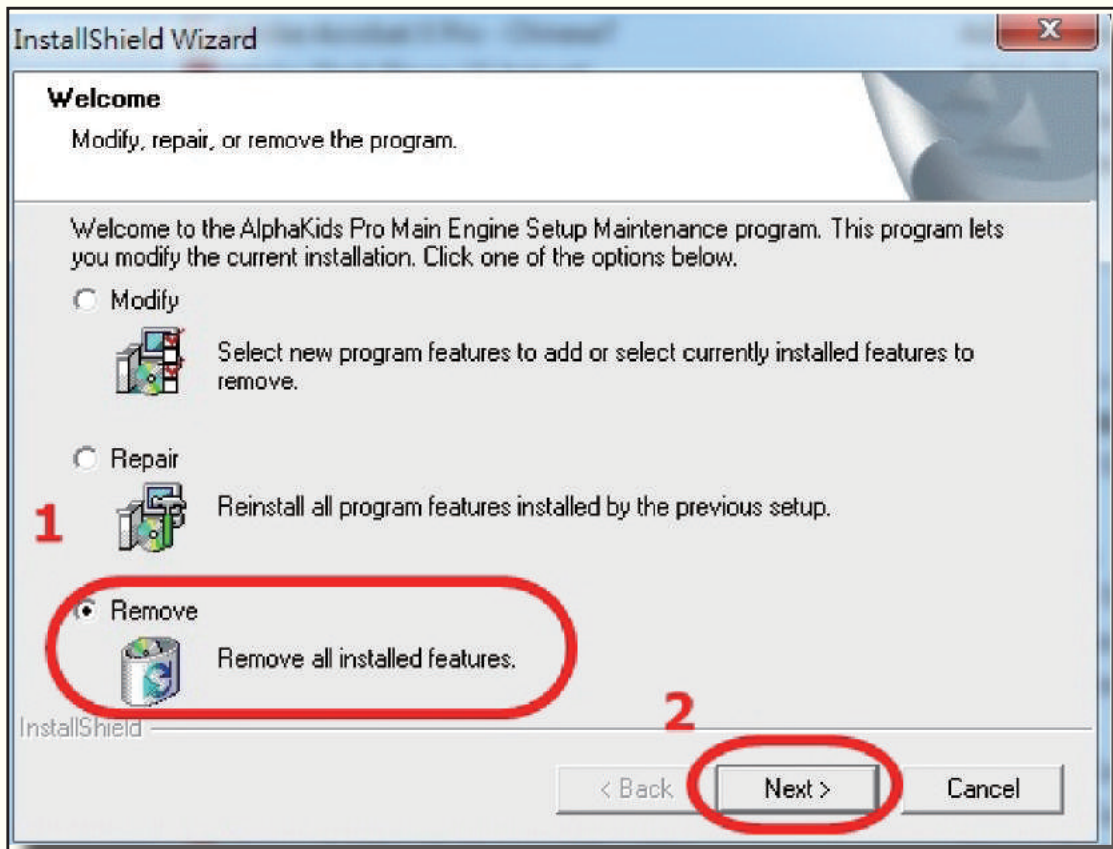 InstallShield Wizard
Welcome
Modify, repair, or remove the program.
Welcome to the AlphaKids Pro Main Engine Setup Maintenance program. This program lets
you modify the current installation. Click one of the options below.
Modify
Select new program features to add or select currently installed features to
remove.
Repair
1
Reinstall all program features installed by the previous setup.
Remove
Remove all installed features.
2
InstallShield
< Back
Next >
Cancel